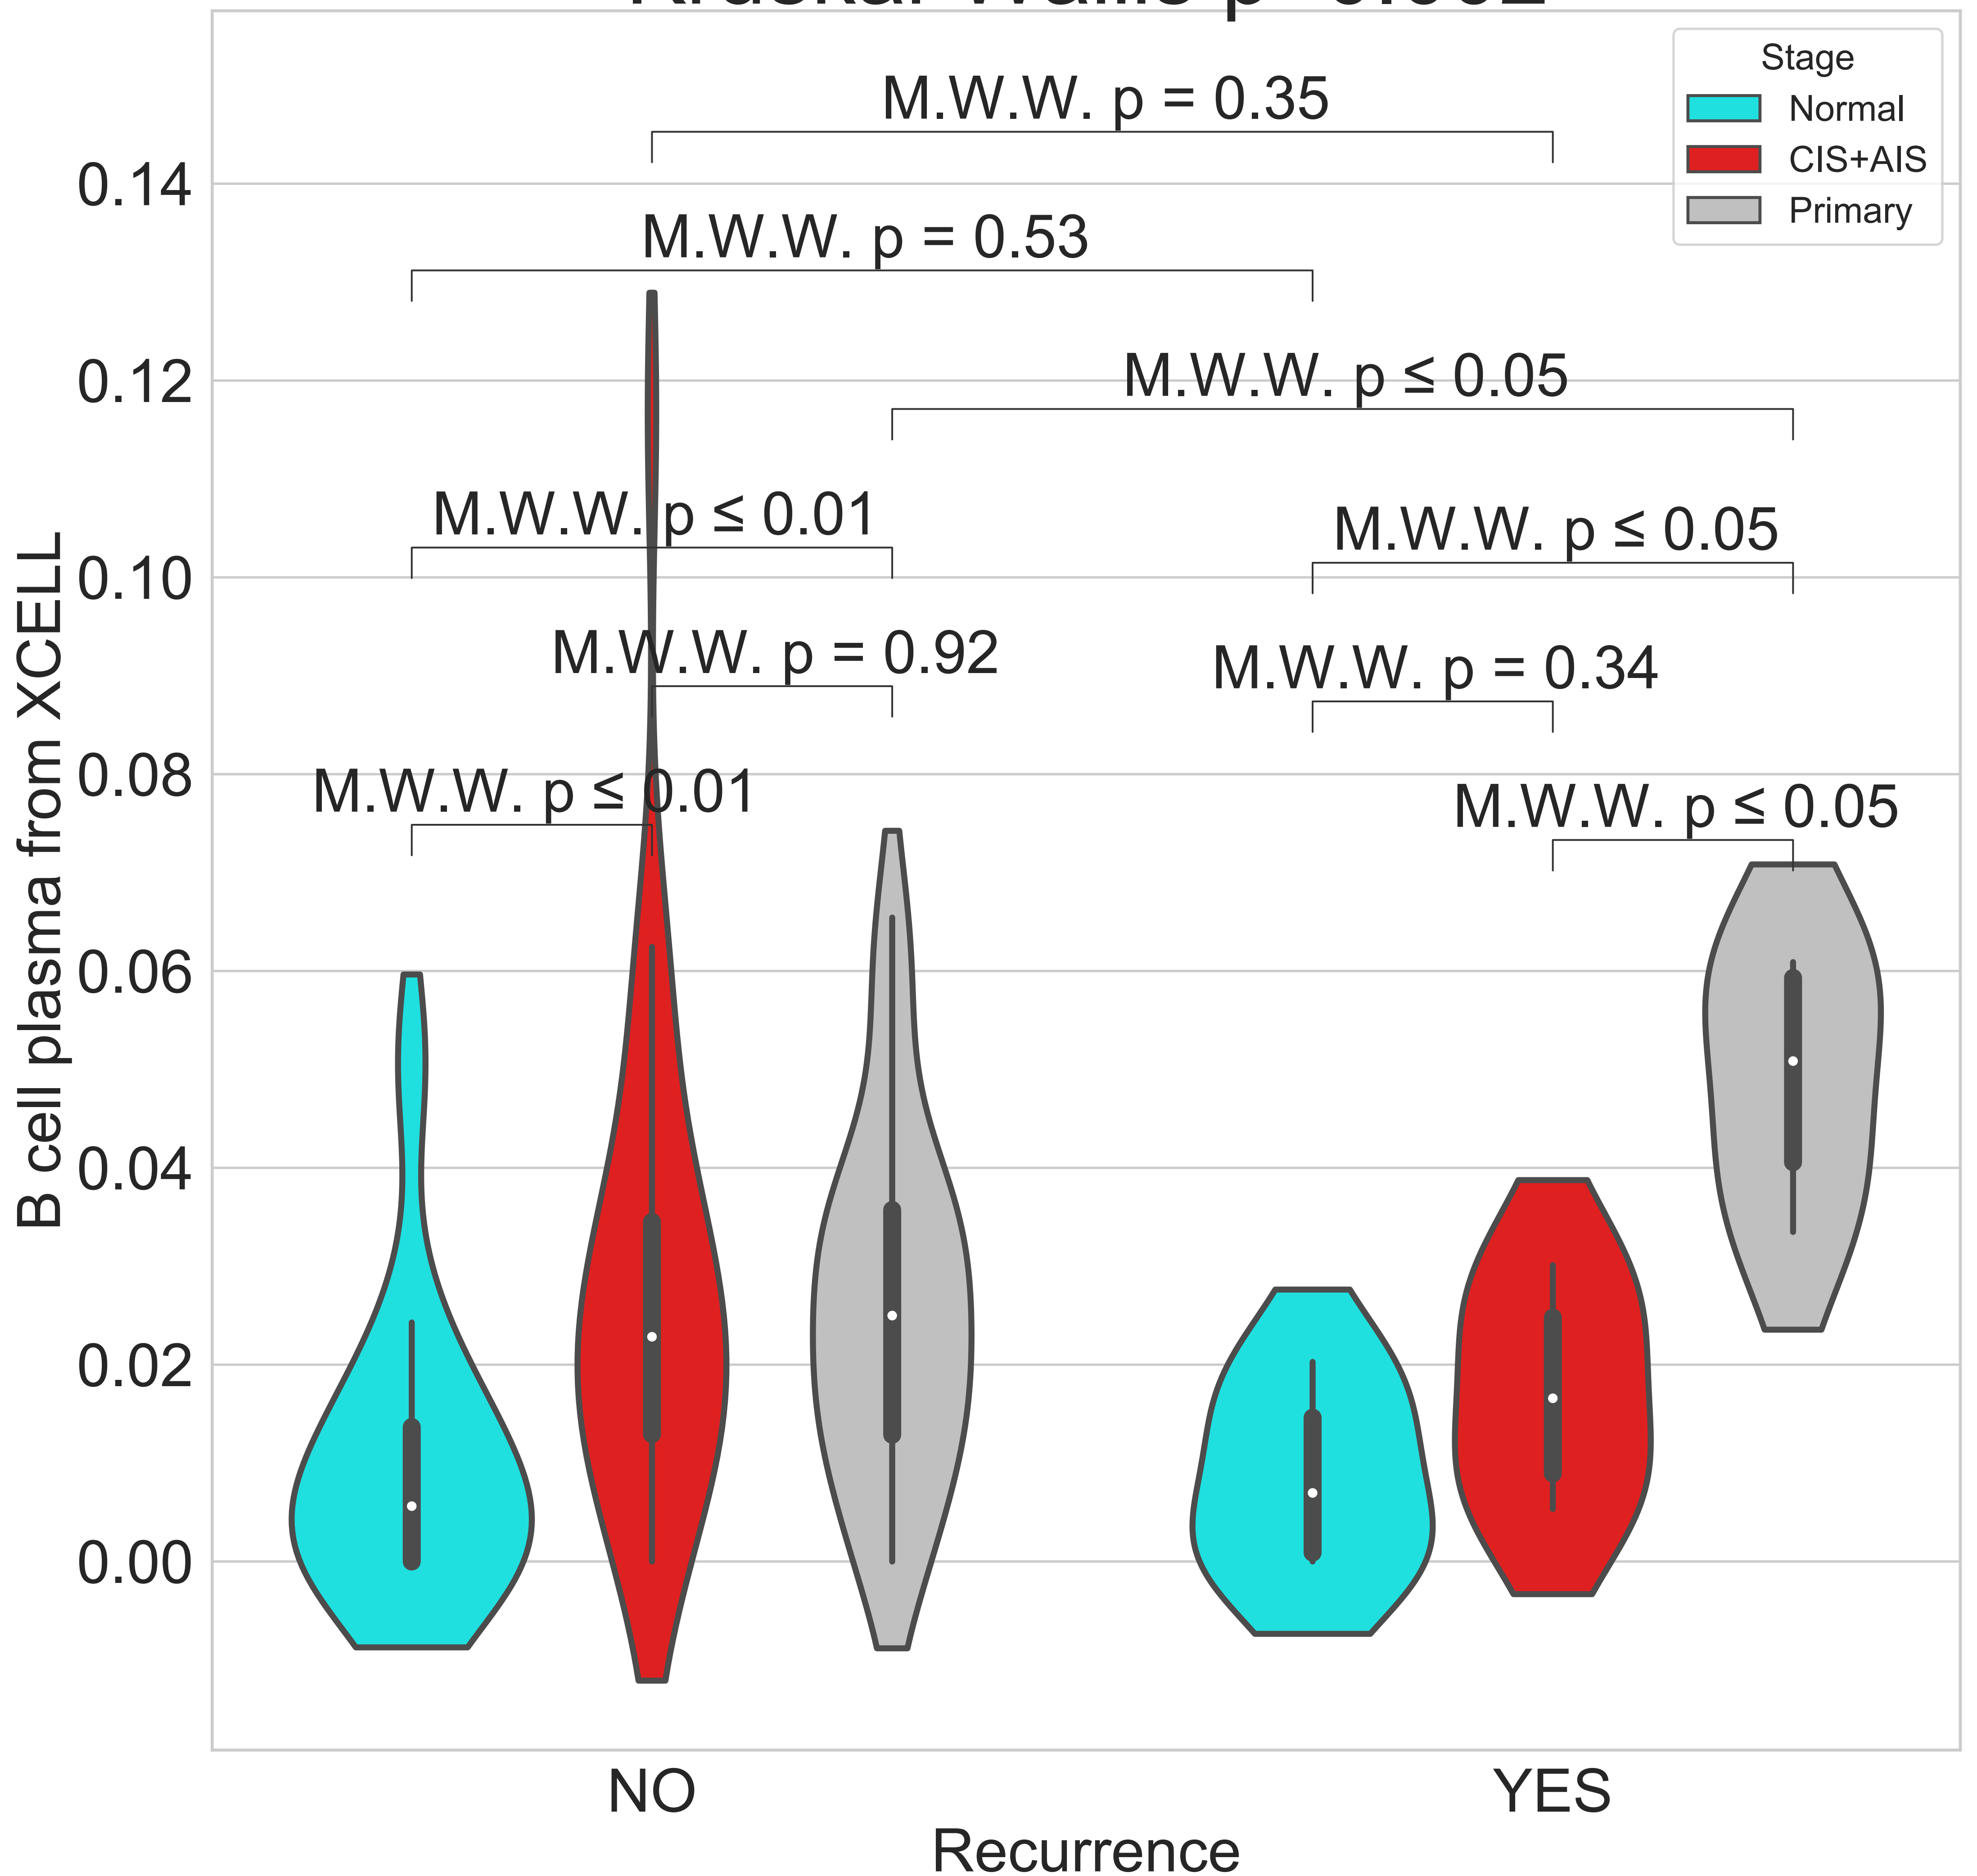 M.W.W. p = 0.35
Stage
Normal
CIS+AIS
Primary
0.14
M.W.W. p = 0.53
0.12
M.W.W. p ≤ 0.05
M.W.W. p ≤ 0.01
M.W.W. p ≤ 0.05
0.10
M.W.W. p = 0.92
M.W.W. p = 0.34
0.08
M.W.W. p ≤ 0.01
M.W.W. p ≤ 0.05
B cell plasma from XCELL
0.06
0.04
0.02
0.00
NO
YES
Recurrence